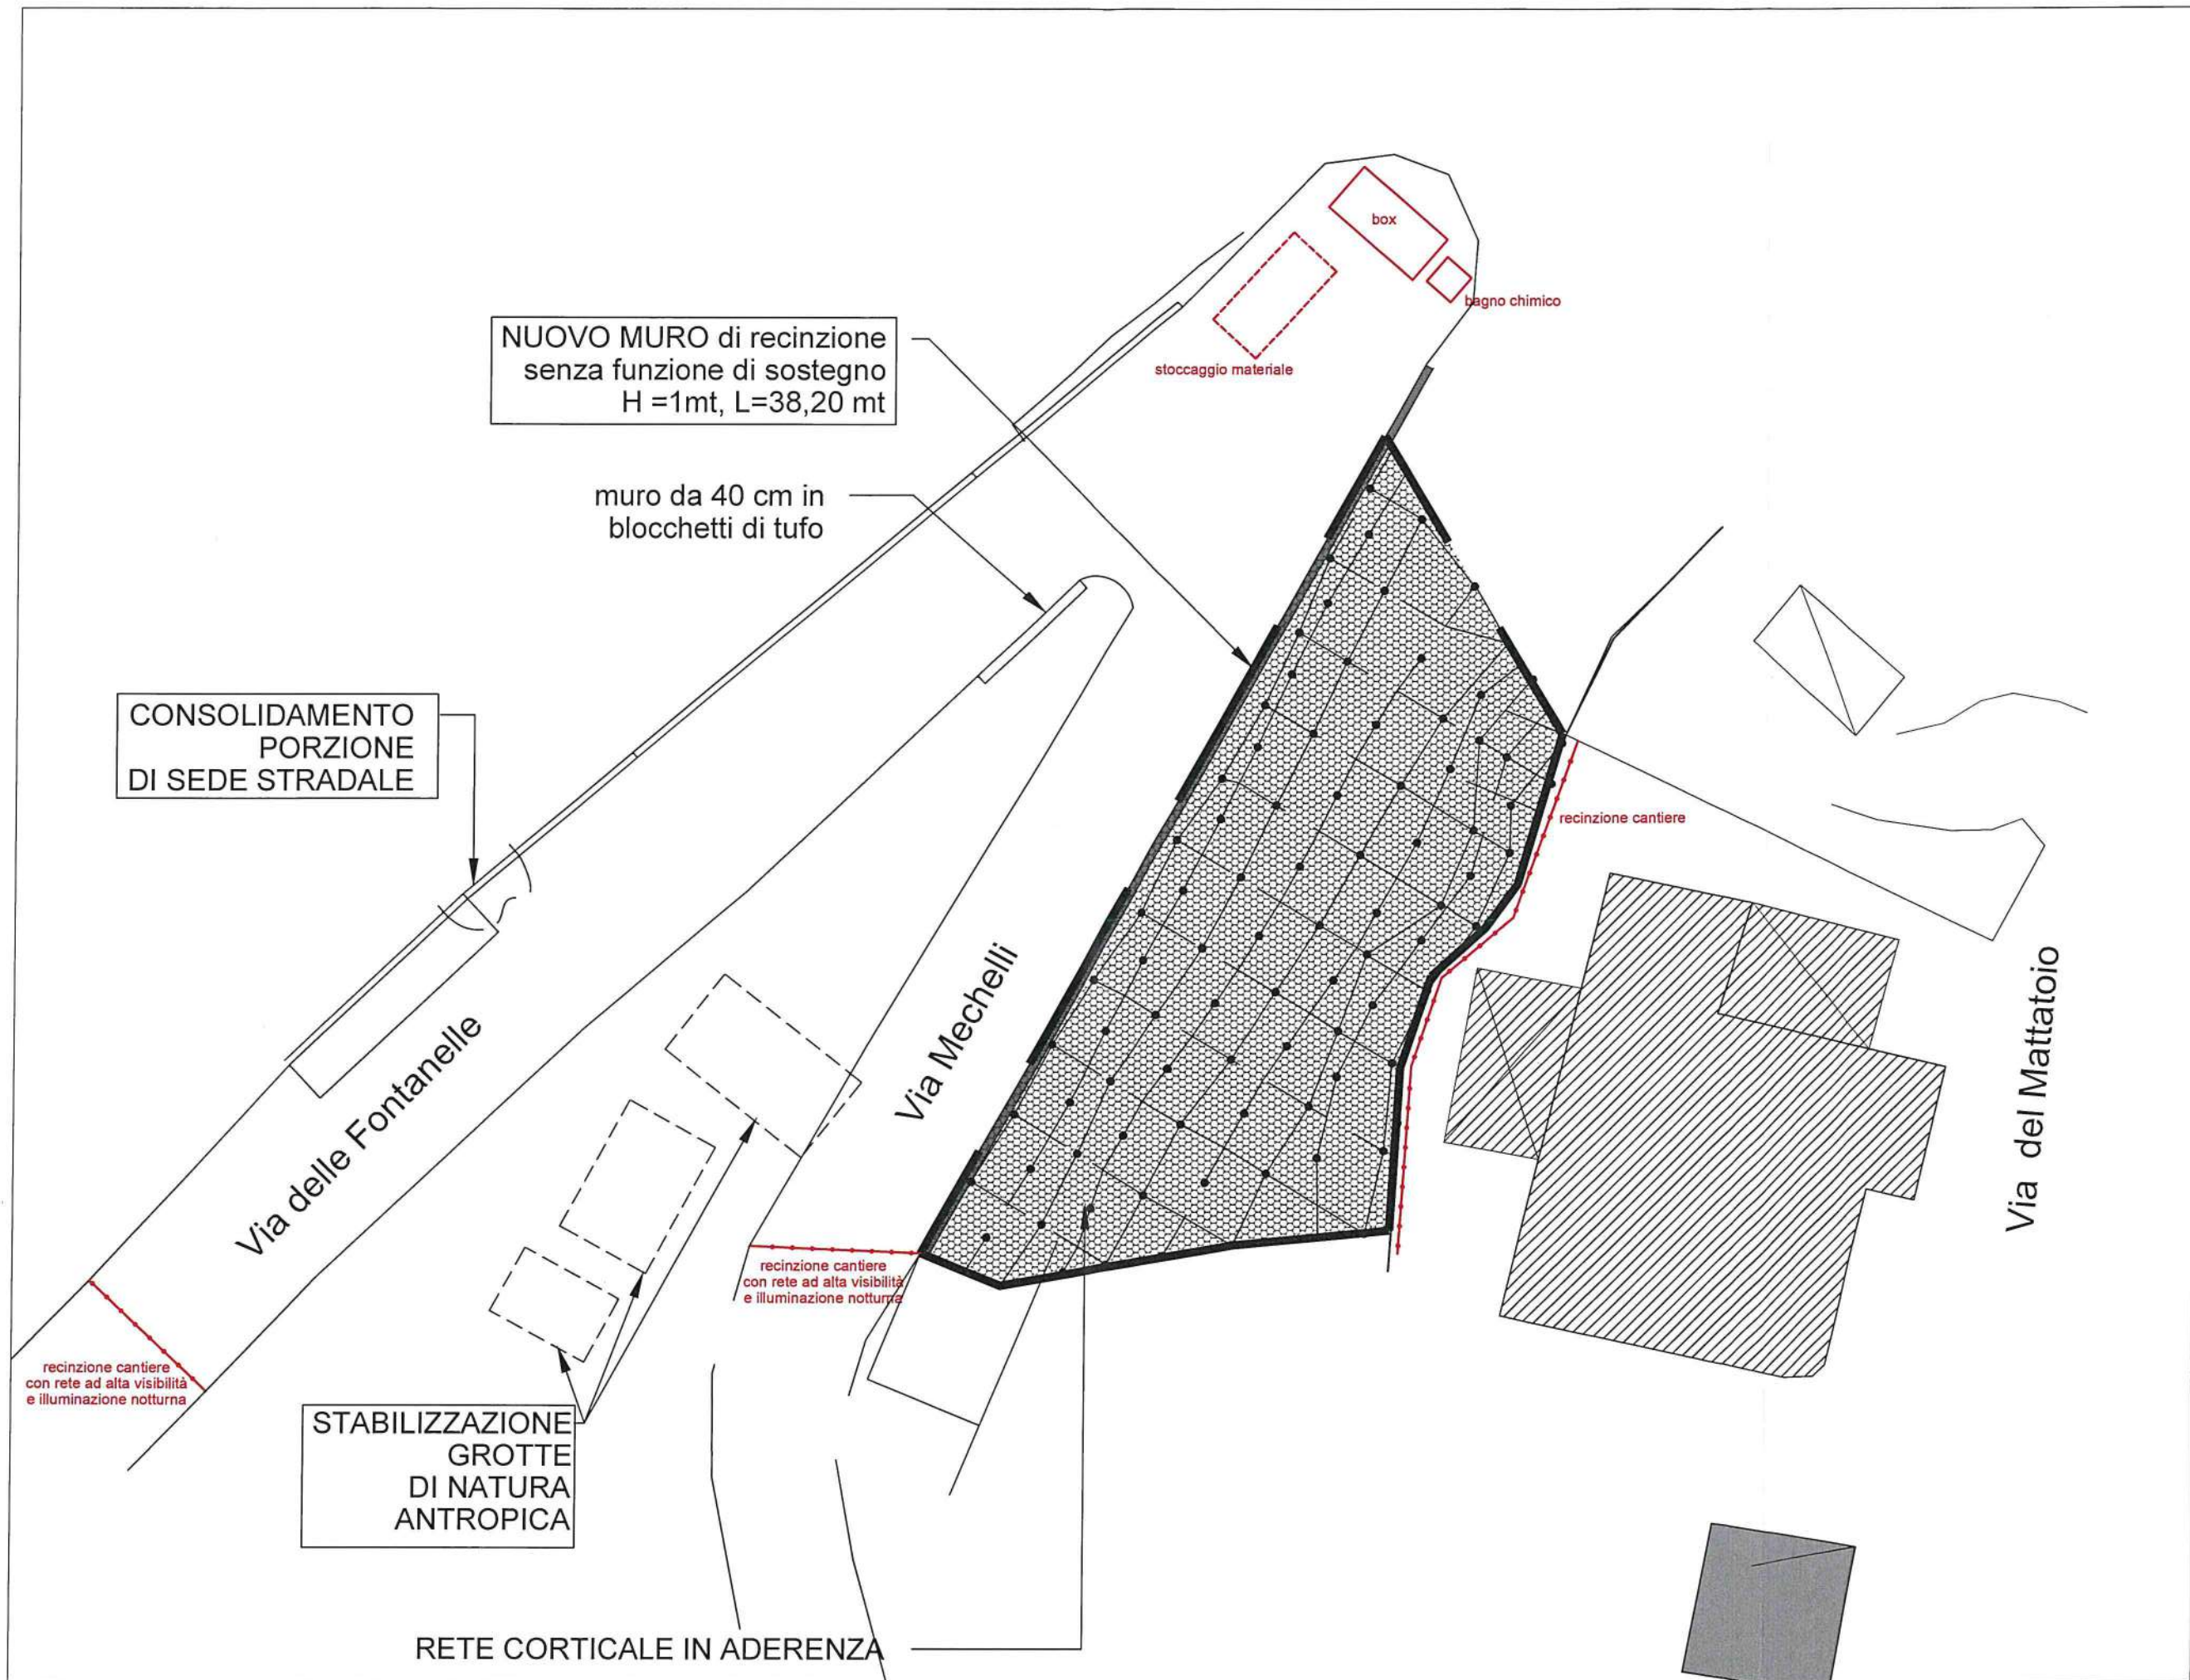 box
bagno chimico
stoccaggio materiale
NUOVO MURO di recinzione
senza funzione di sostegno
H =1mt, L=38,20 mt
muro da 40 cm in
blocchetti di tufo
CONSOLIDAMENTO
PORZIONE
DI SEDE STRADALE
recinzione cantiere
Via delle Fontanelle
Via Mechelli
Via del Mattatoio
recinzione cantiere
con rete ad alta visibilità
e illuminazione notturna
recinzione cantiere
con rete ad alta visibilità
e illuminazione notturna
STABILIZZAZIONE
GROTTE
DI NATURA
ANTROPICA
RETE CORTICALE IN ADERENZA